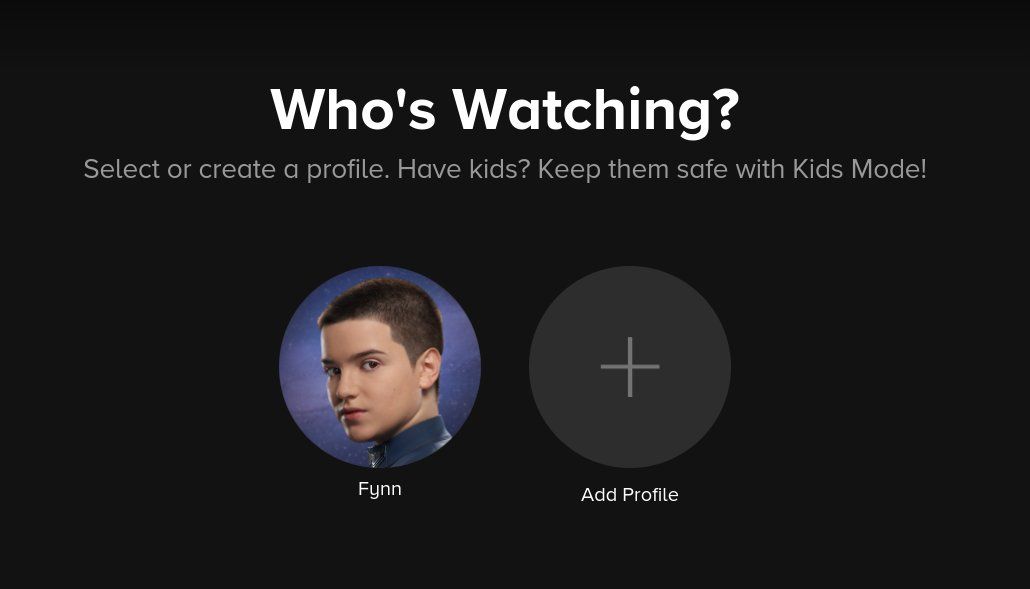 Who's Watching?
Select or create a profile. Have kids? Keep them safe with Kids Mode!
Fynn
Add Profile